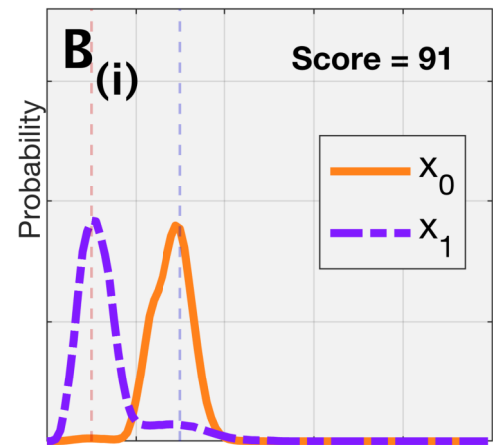 B(i)
Score = 91
Probability
x0
x1